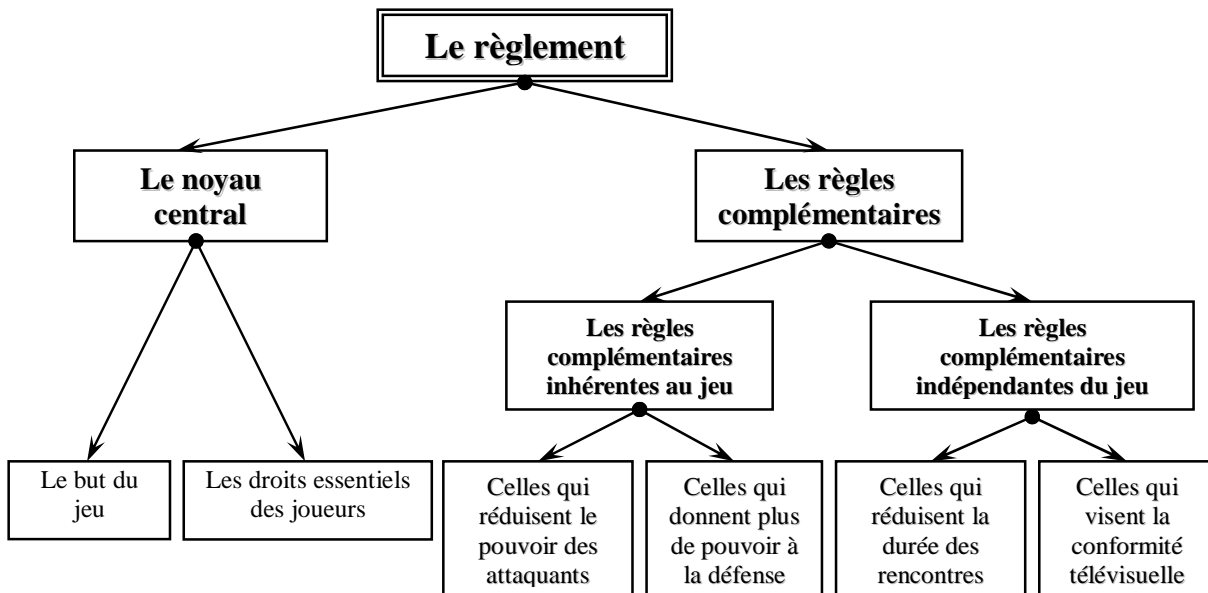 Le règlement
Le noyau
central
Les règles
complémentaires
Les règles
complémentaires
inhérentes au jeu
Les règles
complémentaires
indépendantes du jeu
Le but du
jeu
Les droits essentiels
des joueurs
Celles qui
réduisent le
pouvoir des
attaquants
Celles qui
donnent plus
de pouvoir à
la défense
Celles qui
réduisent la
durée des
rencontres
Celles qui
visent la
conformité
télévisuelle